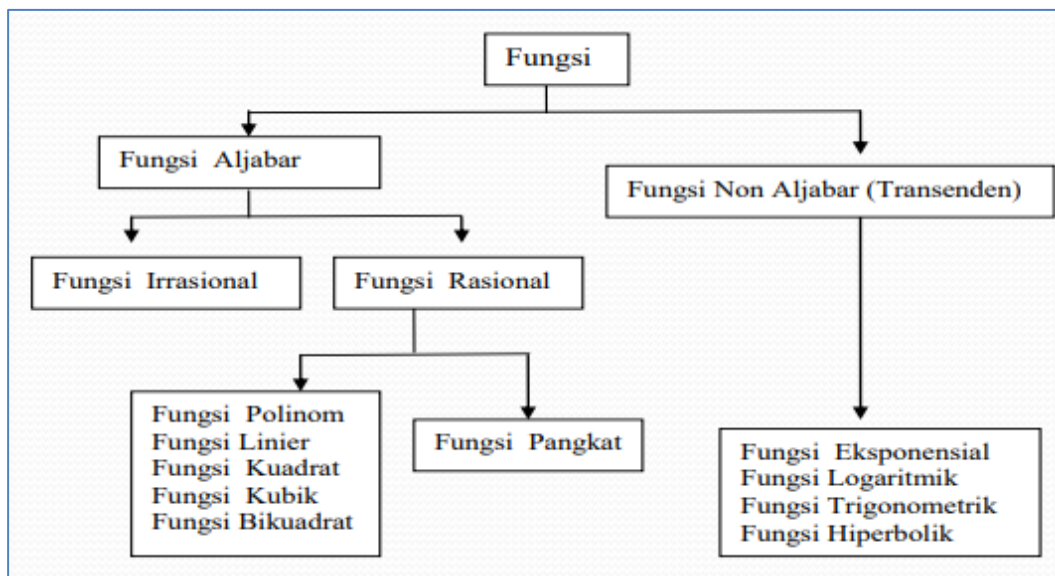 Fungsi
Fungsi Aljabar
Fungsi Non Aljabar (Transenden)
Fungsi Irrasional
Fungsi Rasional
Fungsi Polinom
Fungsi Linier
Fungsi Kuadrat
Fungsi Kubik
Fungsi Bikuadrat
Fungsi Pangkat
Fungsi Eksponensial
Fungsi Logaritmik
Fungsi Trigonometrik
Fungsi Hiperbolik